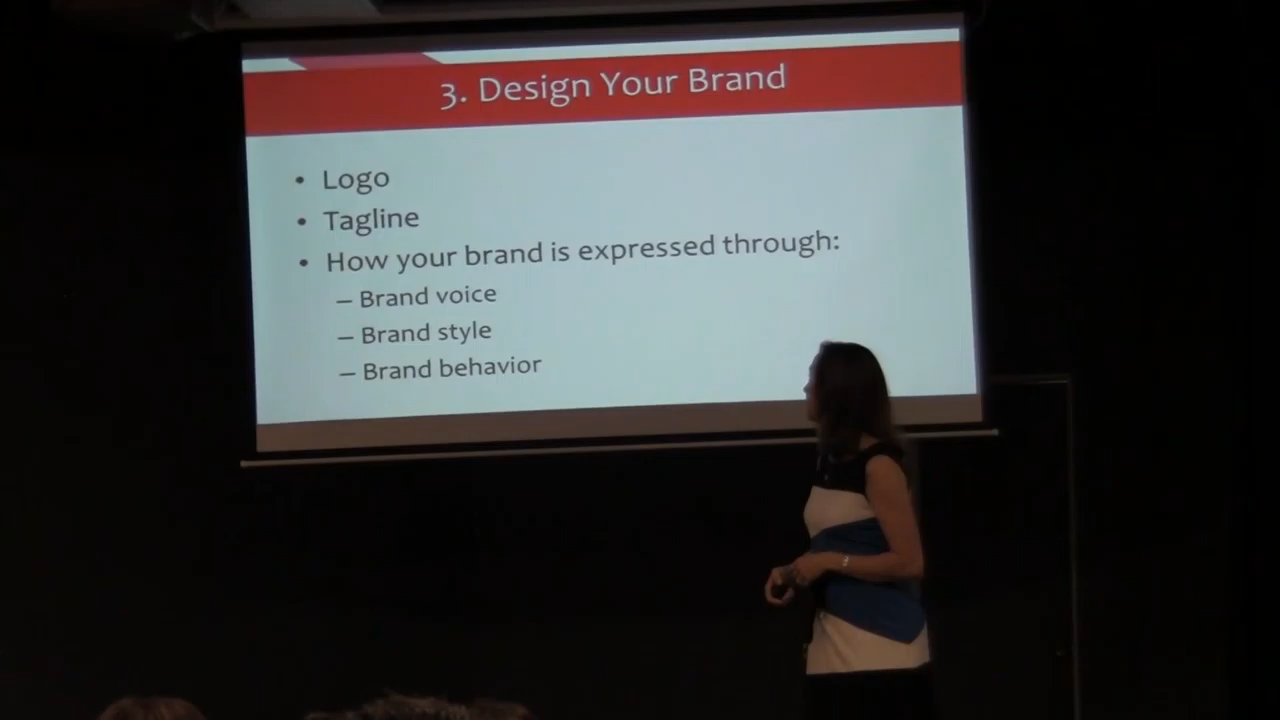 3. Design Your Brand
• Logo
• Tagline
• How your brand is expressed through:
– Brand voice
– Brand style
– Brand behavior